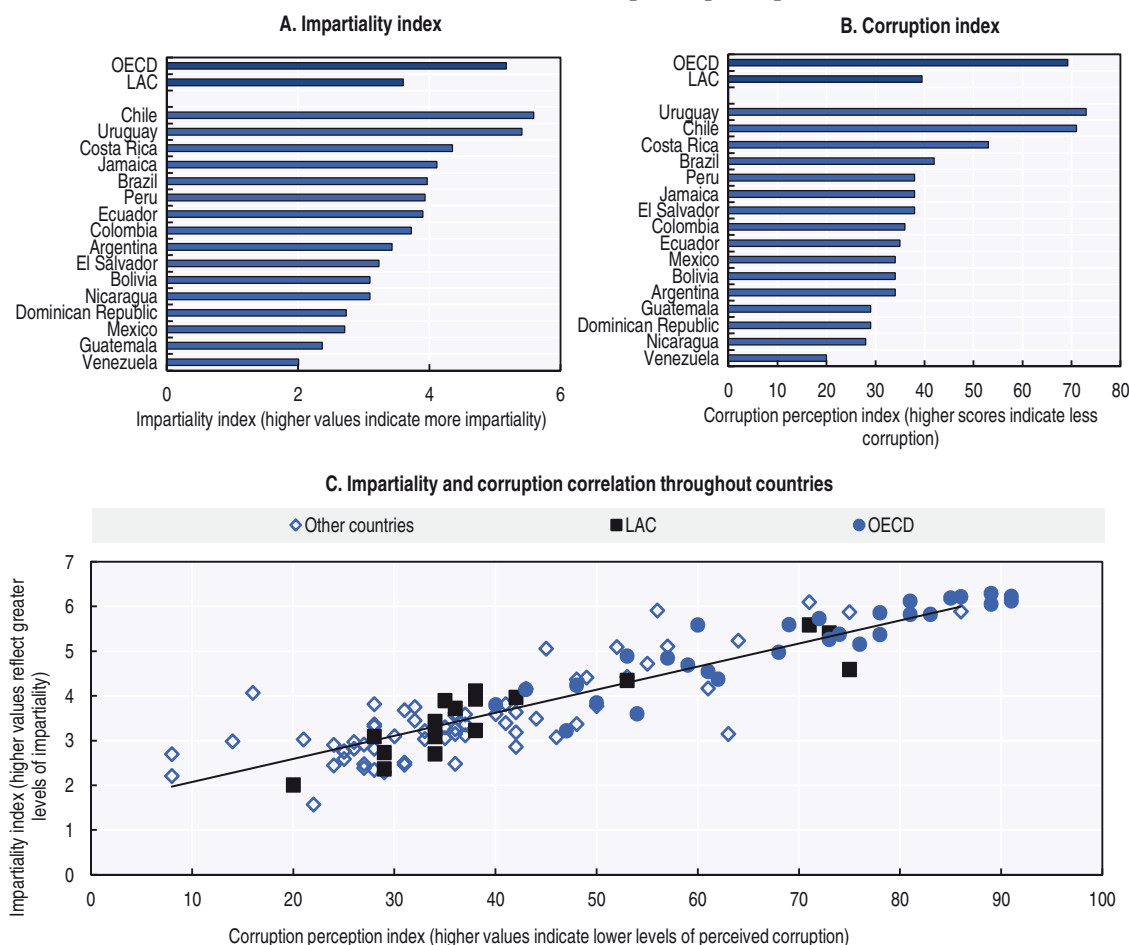 A. Impartiality index
OECD
LAC
Chile
Uruguay
Costa Rica
Jamaica
Brazil
Peru
Ecuador
Colombia
Argentina
El Salvador
Bolivia
Nicaragua
Dominican Republic
Mexico
Guatemala
Venezuela
0 2 4 6
Impartiality index (higher values indicate more impartiality)
B. Corruption index
OECD
LAC
Uruguay
Chile
Costa Rica
Brazil
Peru
Jamaica
El Salvador
Colombia
Ecuador
Mexico
Bolivia
Argentina
Guatemala
Dominican Republic
Nicaragua
Venezuela
0 10 20 30 40 50 60 70 80
Corruption perception index (higher scores indicate less
corruption)
C. Impartiality and corruption correlation throughout countries
Other countries LAC OECD
Impartiality index (higher values reflect greater
levels of impartiality)
7
6
5
4
3
2
1
0
0 10 20 30 40 50 60 70 80 90 100
Corruption perception index (higher values indicate lower levels of perceived corruption)